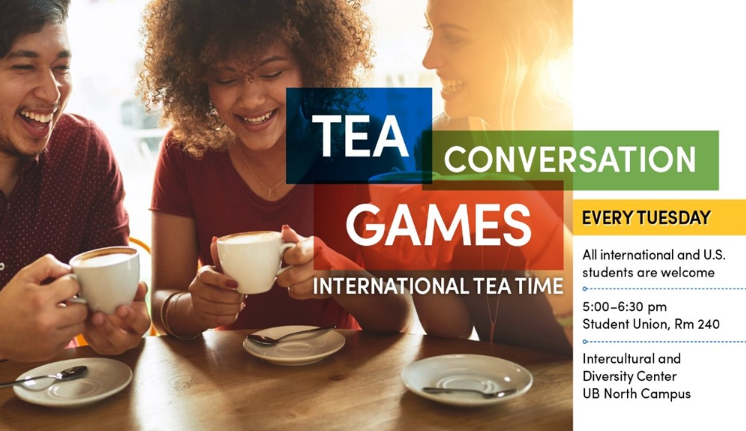 TEA
CONVERSATION
GAMES
INTERNATIONAL TEA TIME
EVERY TUESDAY
All international and U.S.
students are welcome
5:00–6:30 pm
Student Union, Rm 240
Intercultural and
Diversity Center
UB North Campus